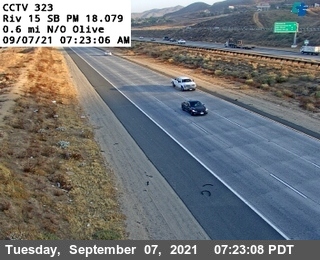 CCTV 323
Riv 15 SB PM 18.079
0.6 mi N/O Olive
09/07/21 07:23:06 AM
Tuesday, September 07, 2021 07:23:08 PDT